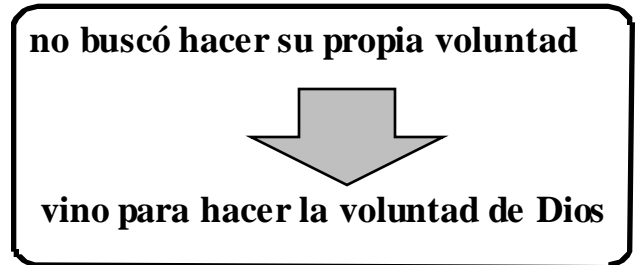 no buscó hacer su propia voluntad
vino para hacer la voluntad de Dios